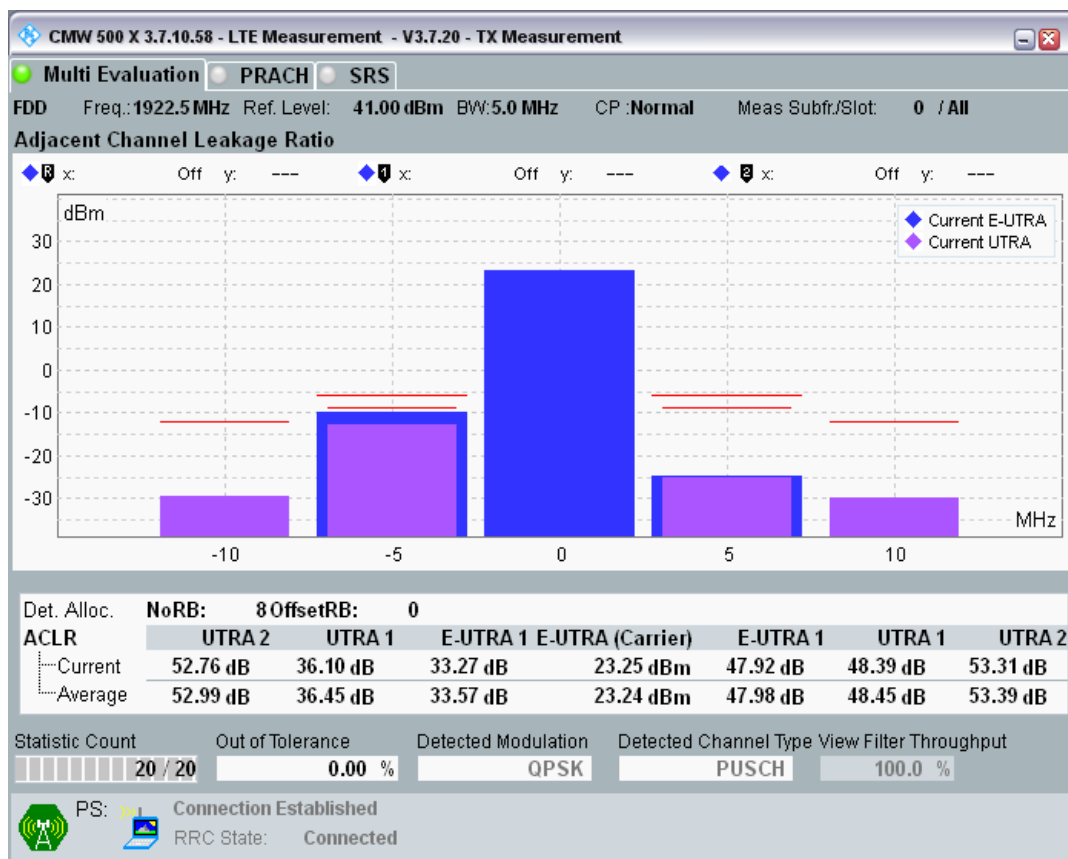 CMW 500 X 3.7.10.58 - LTE Measurement - V3.7.20 - TX Measurement
Multi Evaluation PRACH SRS
FDD Freq.: 1922.5 MHz Ref. Level: 41.00 dBm BW: 5.0 MHz CP :Normal Meas Subfr./Slot: 0 / All
Adjacent Channel Leakage Ratio
R x: Off y: --- 1 x: Off y: --- 2 x: Off y: ---
dBm
Current E-UTRA
Current UTRA
30
20
10
0
-10
-20
-30
MHz
-10 -5 0 5 10
Det. Alloc. NoRB: 8 OffsetRB: 0
ACLR UTRA 2 UTRA 1 E-UTRA 1 E-UTRA (Carrier) E-UTRA 1 UTRA 1 UTRA 2
Current 52.76 dB 36.10 dB 33.27 dB 23.25 dBm 47.92 dB 48.39 dB 53.31 dB
Average 52.99 dB 36.45 dB 33.57 dB 23.24 dBm 47.98 dB 48.45 dB 53.39 dB
Statistic Count Out of Tolerance Detected Modulation Detected Channel Type View Filter Throughput
20 / 20 0.00 % QPSK PUSCH 100.0 %
PS: Connection Established
RRC State: Connected